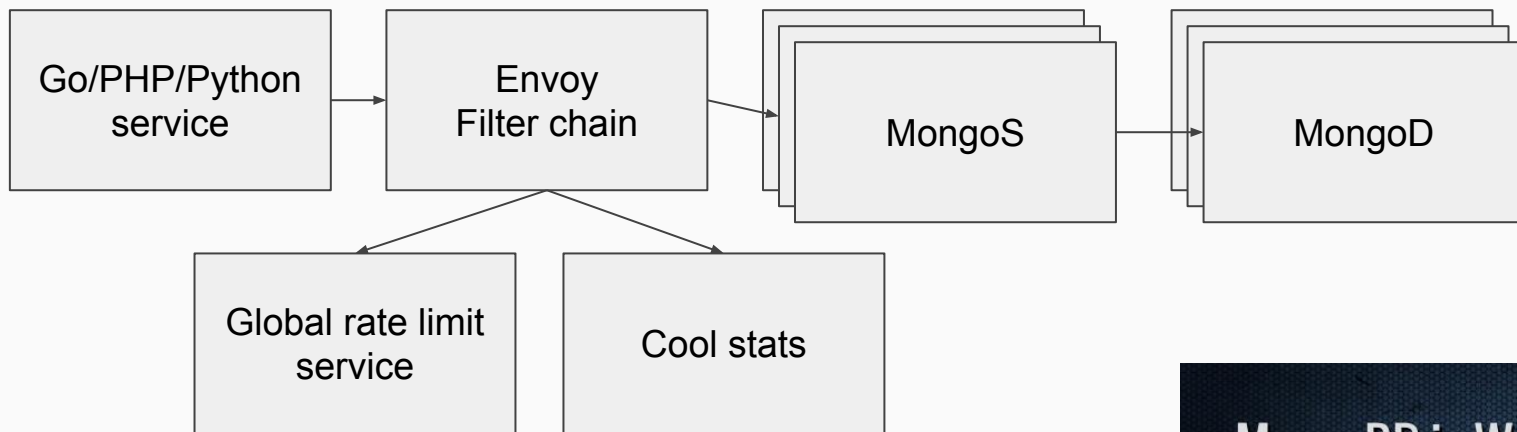 Go/PHP/Python
service
Envoy
Filter chain
MongoS
MongoD
Global rate limit
service
Cool stats